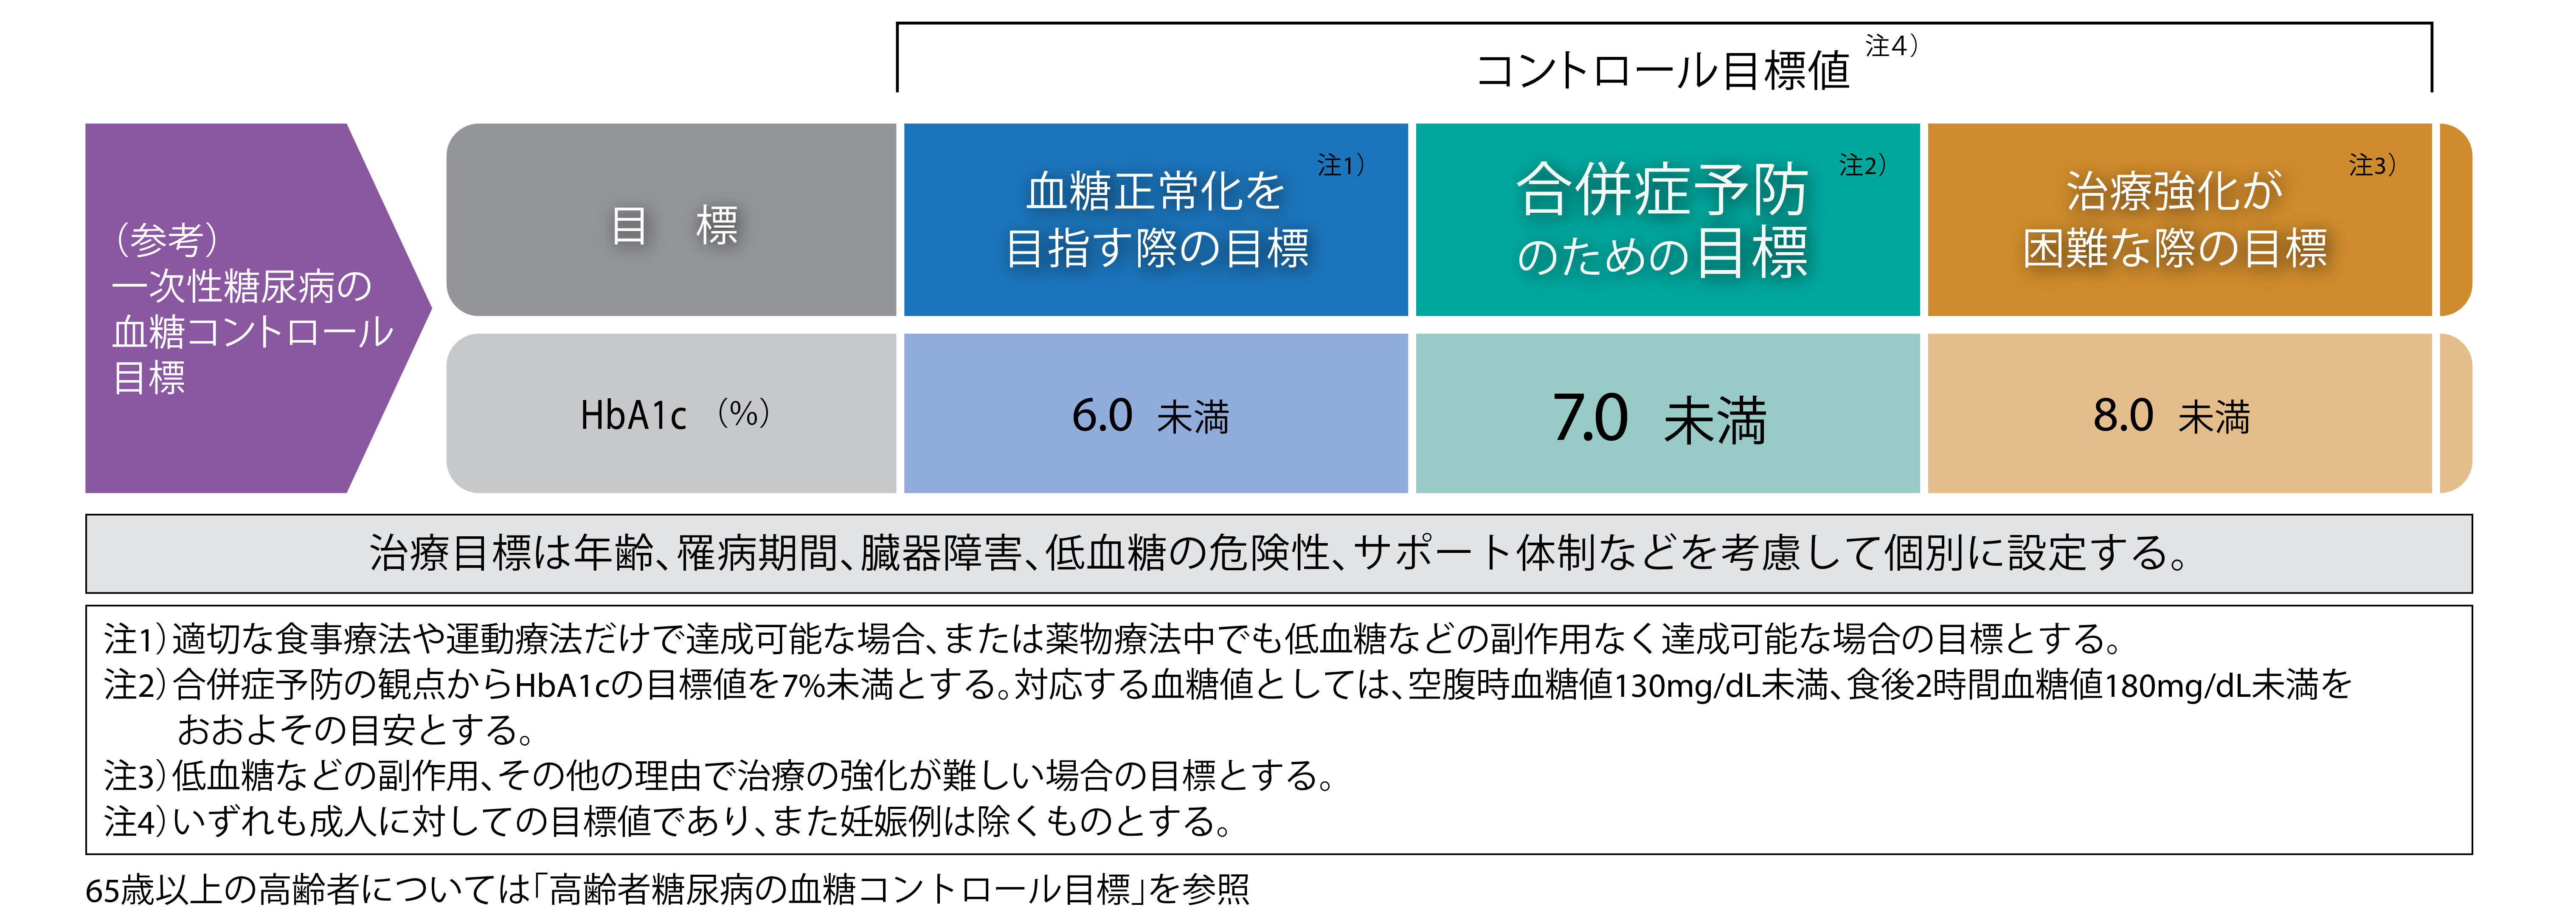 コントロール目標値 注4）
（参考）
一次性糖尿病の
血糖コントロール
目標
目　標
血糖正常化を 注1）
目指す際の目標
合併症予防 注2）
のための目標
治療強化が 注3）
困難な際の目標
HbA1c （%）
6.0 未満
7.0 未満
8.0 未満
治療目標は年齢、罹病期間、臓器障害、低血糖の危険性、サポート体制などを考慮して個別に設定する。
注1）適切な食事療法や運動療法だけで達成可能な場合、または薬物療法中でも低血糖などの副作用なく達成可能な場合の目標とする。
注2）合併症予防の観点からHbA1cの目標値を7%未満とする。対応する血糖値としては、空腹時血糖値130mg/dL未満、食後2時間血糖値180mg/dL未満を
おおよその目安とする。
注3）低血糖などの副作用、その他の理由で治療の強化が難しい場合の目標とする。
注4）いずれも成人に対しての目標値であり、また妊娠例は除くものとする。
65歳以上の高齢者については「高齢者糖尿病の血糖コントロール目標」を参照